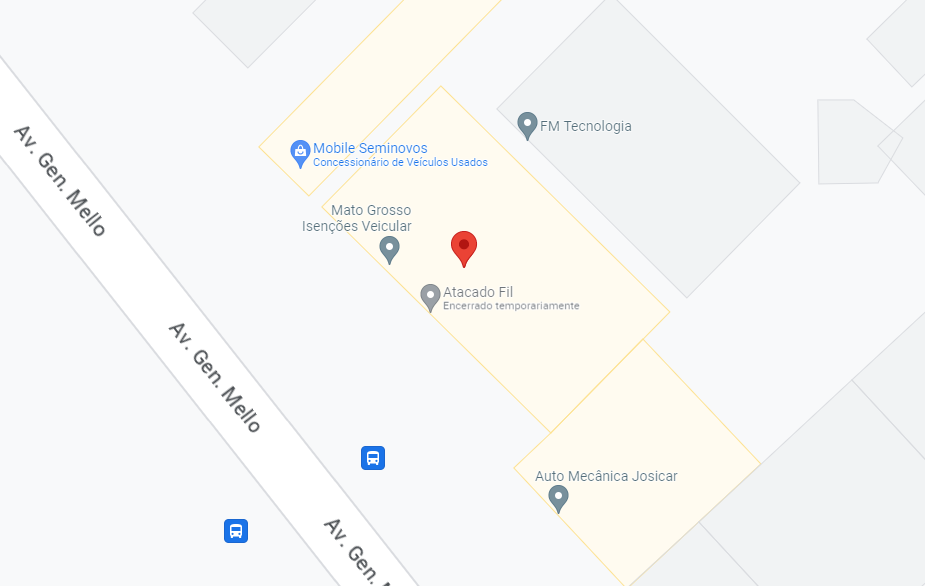 FM Tecnologia
Av. Gen. Mello
Mobile Seminovos
Concessionário de Veículos Usados
Mato Grosso
Isenções Veicular
Atacado Fil
Encerrado temporariamente
Av. Gen. Mello
Auto Mecânica Josicar
Av. Gen.